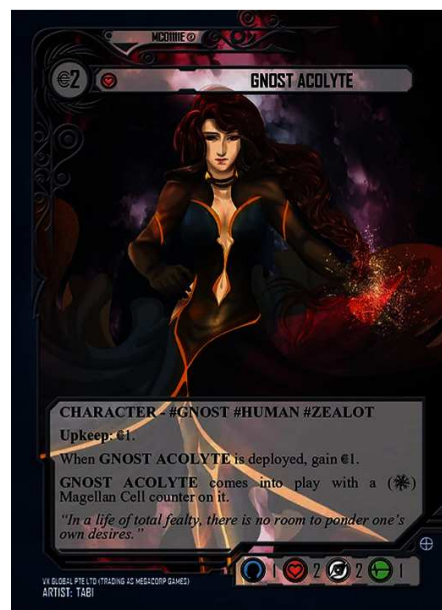 MC01111E
€2
GNOST ACOLYTE
CHARACTER - #GNOST #HUMAN #ZEALOT
Upkeep: €1.
When GNOST ACOLYTE is deployed, gain €1.
GNOST ACOLYTE comes into play with a (✱)
Magellan Cell counter on it.
"In a life of total fealty, there is no room to ponder one's
own desires."
1 2 2 1
VX GLOBAL PTE LTD (TRADING AS MEGACORP GAMES)
ARTIST: TABI